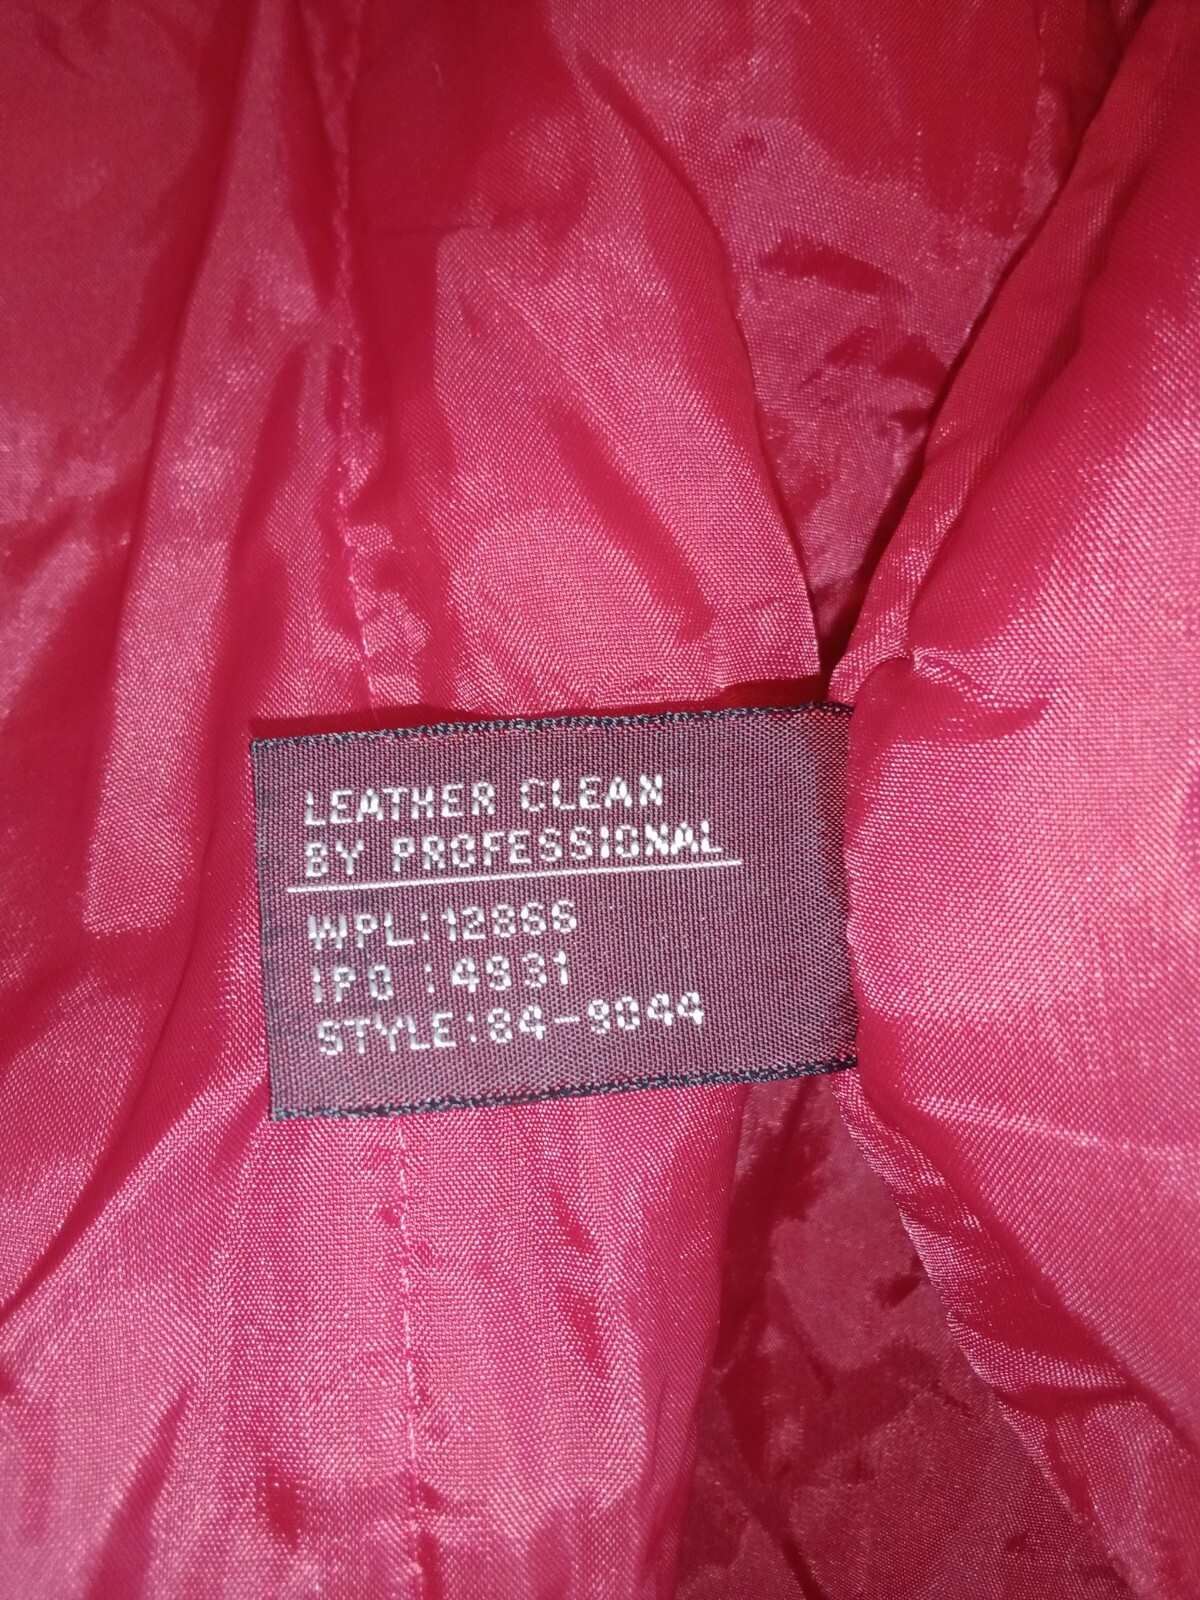 LEATHER CLEAN
BY PROFESSIONAL
WPL:12866
IPO :4931
STYLE:84-9044